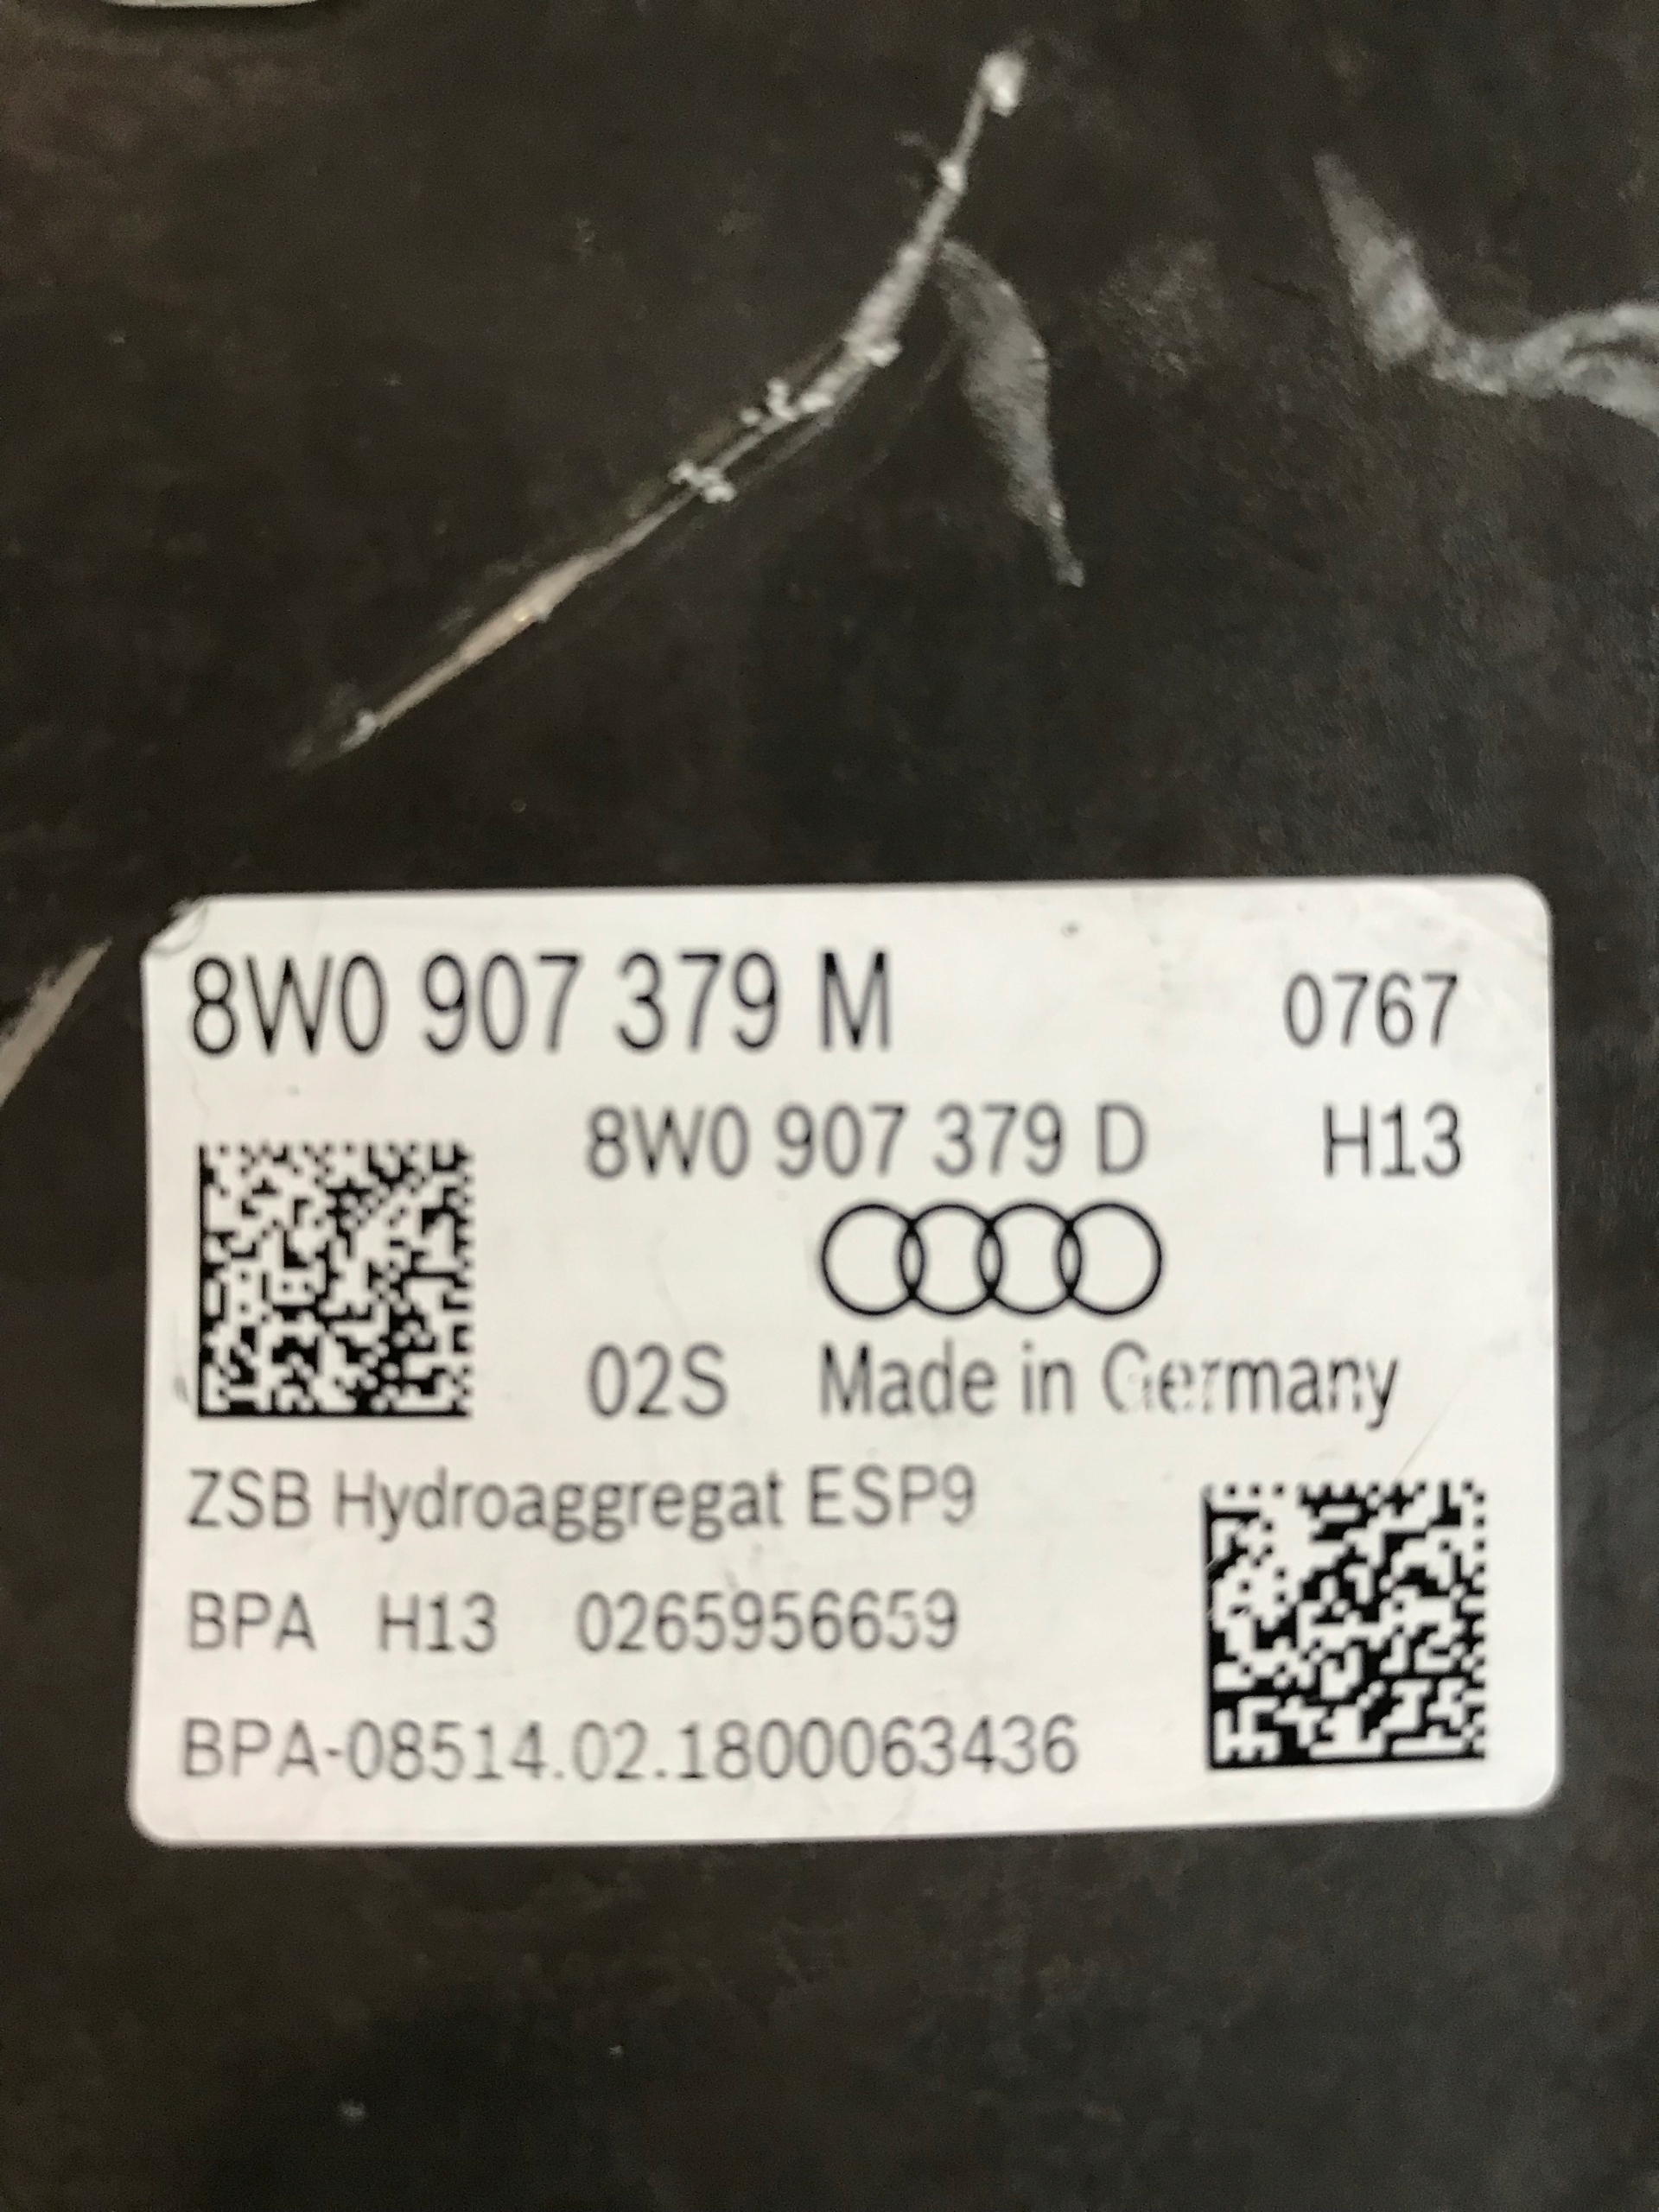 8W0 907 379 M 0767
8W0 907 379 D H13
02S Made in Germany
ZSB Hydroaggregat ESP9
BPA H13 0265956659
BPA-08514.02.1800063436